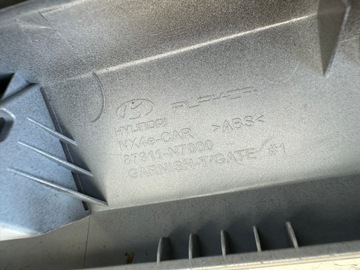 HYUNDAI
NX4e-CAR >ABS<
87311-N7000
GARNISH-T/GATE #1